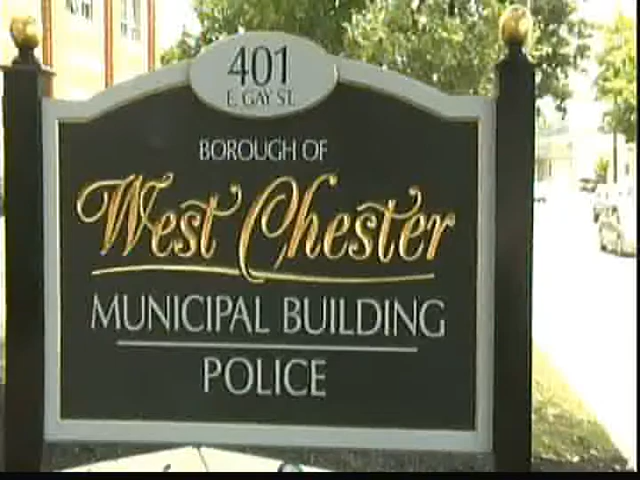 401
E. GAY ST.
BOROUGH OF
West Chester
MUNICIPAL BUILDING
POLICE